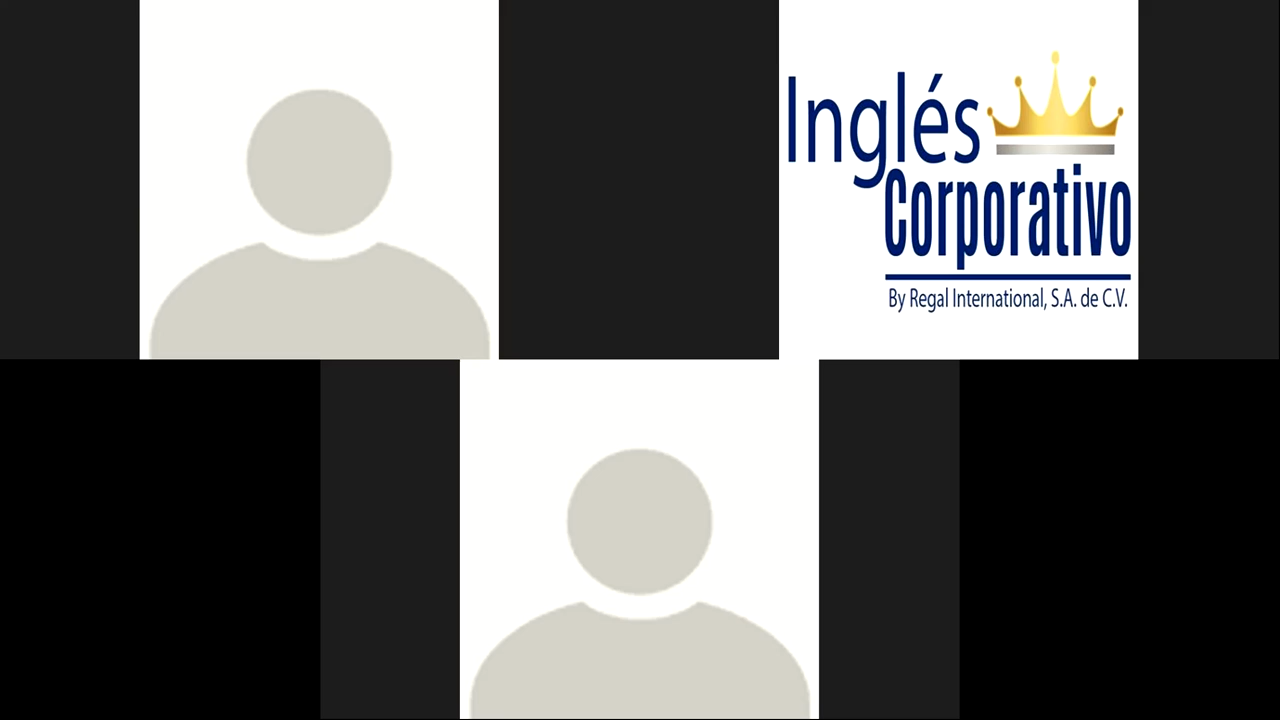 Inglés
Corporativo
By Regal International, S.A. de C.V.